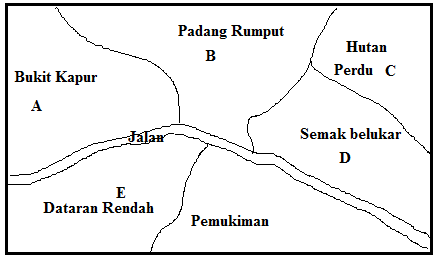 Padang Rumput
B
Hutan
Perdu C
Bukit Kapur
A
Jalan
Semak belukar
D
E
Dataran Rendah
Pemukiman